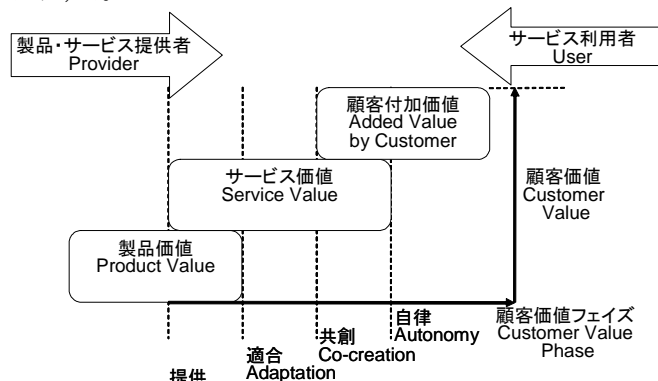 製品・サービス提供者
Provider
サービス利用者
User
顧客付加価値
Added Value
by Customer
サービス価値
Service Value
顧客価値
Customer
Value
製品価値
Product Value
自律
Autonomy
顧客価値フェイズ
Customer Value
Phase
共創
Co-creation
適合
Adaptation
提供